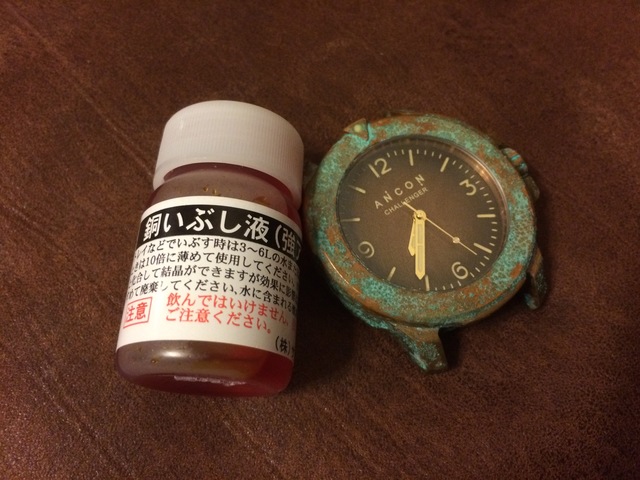 銅いぶし液(強
イなどでいぶす時は3〜6Lの水
は10倍に薄めて使用してください
合して結晶ができますが効果に
て廃棄してください。水に含まれる
注意
飲んではいけません。
ご注意ください。
(株)
12
3
6
9
ANCON
CHALLENGER